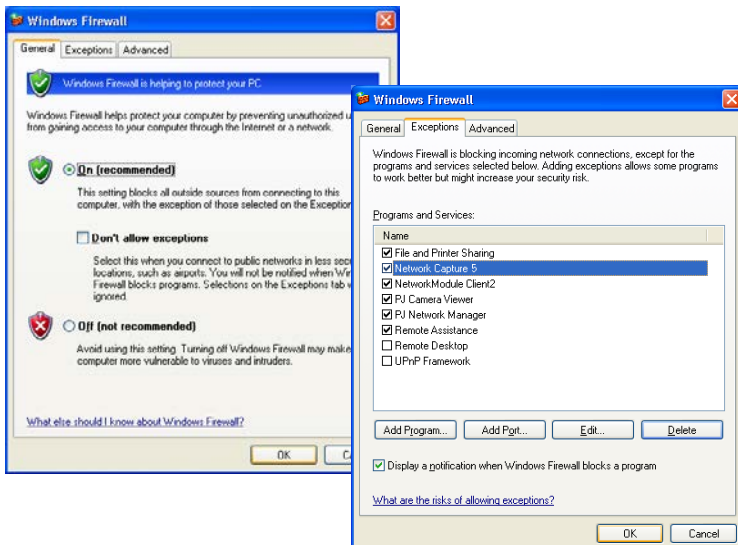 Windows Firewall
General Exceptions Advanced
Windows Firewall is helping to protect your PC
Windows Firewall helps protect your computer by preventing unauthorized
from gaining access to your computer through the Internet or a network.
On (recommended)
This setting blocks all outside sources from connecting to this
computer, with the exception of those selected on the
Don't allow exceptions
Select this when you connect to public networks in less
locations, such as airports. You will not be notified when
Firewall blocks programs. Selections on the Exceptions tab
ignored.
Off (not recommended)
Avoid using this setting. Turning off Windows Firewall may make
computer more vulnerable to viruses and intruders.
What else should I know about Windows Firewall?
OK
Windows Firewall
General Exceptions Advanced
Windows Firewall is blocking incoming network connections, except for the
programs and services selected below. Adding exceptions allows some programs
to work better but might increase your security risk.
Programs and Services:
Name
File and Printer Sharing
Network Capture 5
NetworkModule Client2
PJ Camera Viewer
PJ Network Manager
Remote Assistance
Remote Desktop
UPnP Framework
Add Program... Add Port... Edit... Delete
Display a notification when Windows Firewall blocks a program
What are the risks of allowing exceptions?
OK Cancel